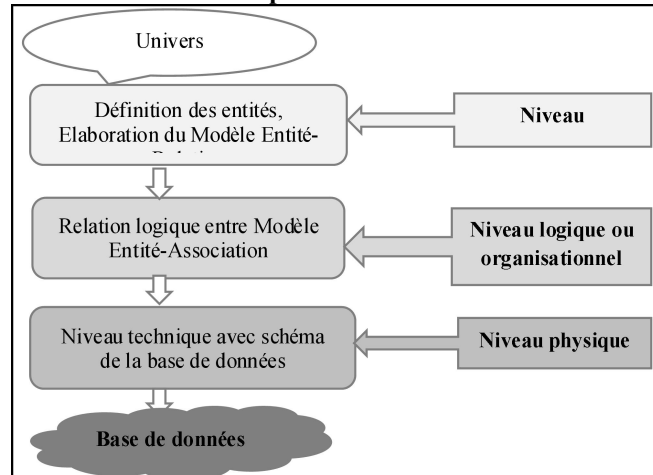 Univers
Définition des entités,
Elaboration du Modèle Entité-
Niveau
Relation logique entre Modèle
Entité-Association
Niveau logique ou
organisationnel
Niveau technique avec schéma
de la base de données
Niveau physique
Base de données